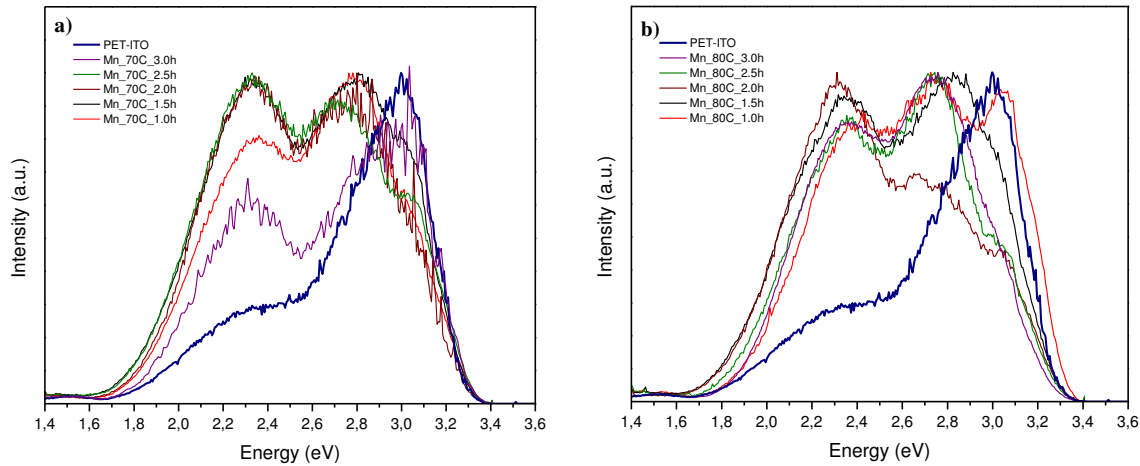 a)
PET-ITO
Mn_70C_3.0h
Mn_70C_2.5h
Mn_70C_2.0h
Mn_70C_1.5h
Mn_70C_1.0h
Intensity (a.u.)
1,4 1,6 1,8 2,0 2,2 2,4 2,6 2,8 3,0 3,2 3,4 3,6
Energy (eV)
b)
PET-ITO
Mn_80C_3.0h
Mn_80C_2.5h
Mn_80C_2.0h
Mn_80C_1.5h
Mn_80C_1.0h
Intensity (a.u.)
1,4 1,6 1,8 2,0 2,2 2,4 2,6 2,8 3,0 3,2 3,4 3,6
Energy (eV)